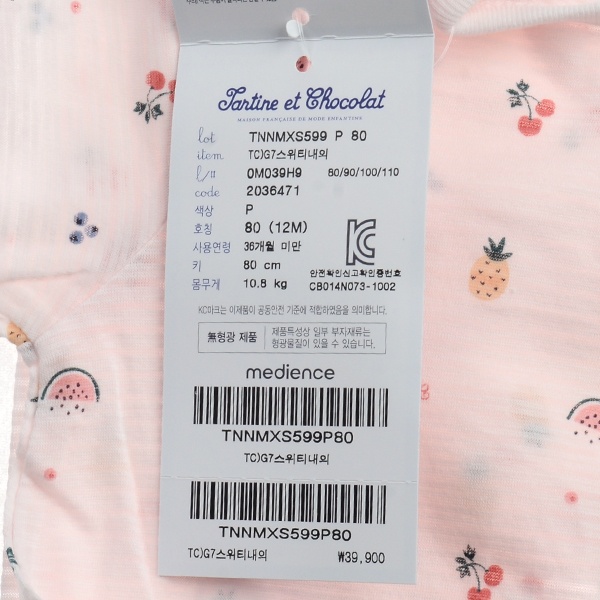 Tartine et Chocolat
MAISON FRANÇAISE DE MODE ENFANTINE
lot TNNMXS599 P 80
item TC)G7스위티내의
l/# 0M039H9 80/90/100/110
code 2036471
색상 P
호칭 80 (12M)
사용연령 36개월 미만
키 80 cm
몸무게 10.8 kg
안전확인신고확인증번호
CB014N073-1002
KC마크는 이제품이 공동안전 기준에 적합하였음을 의미합니다.
無형광 제품
제품특성상 일부 부자재류는
형광물질이 있을 수 있습니다.
medience
TNNMXS599P80
TC)G7스위티내의
TNNMXS599P80
TC)G7스위티내의 ₩39,900